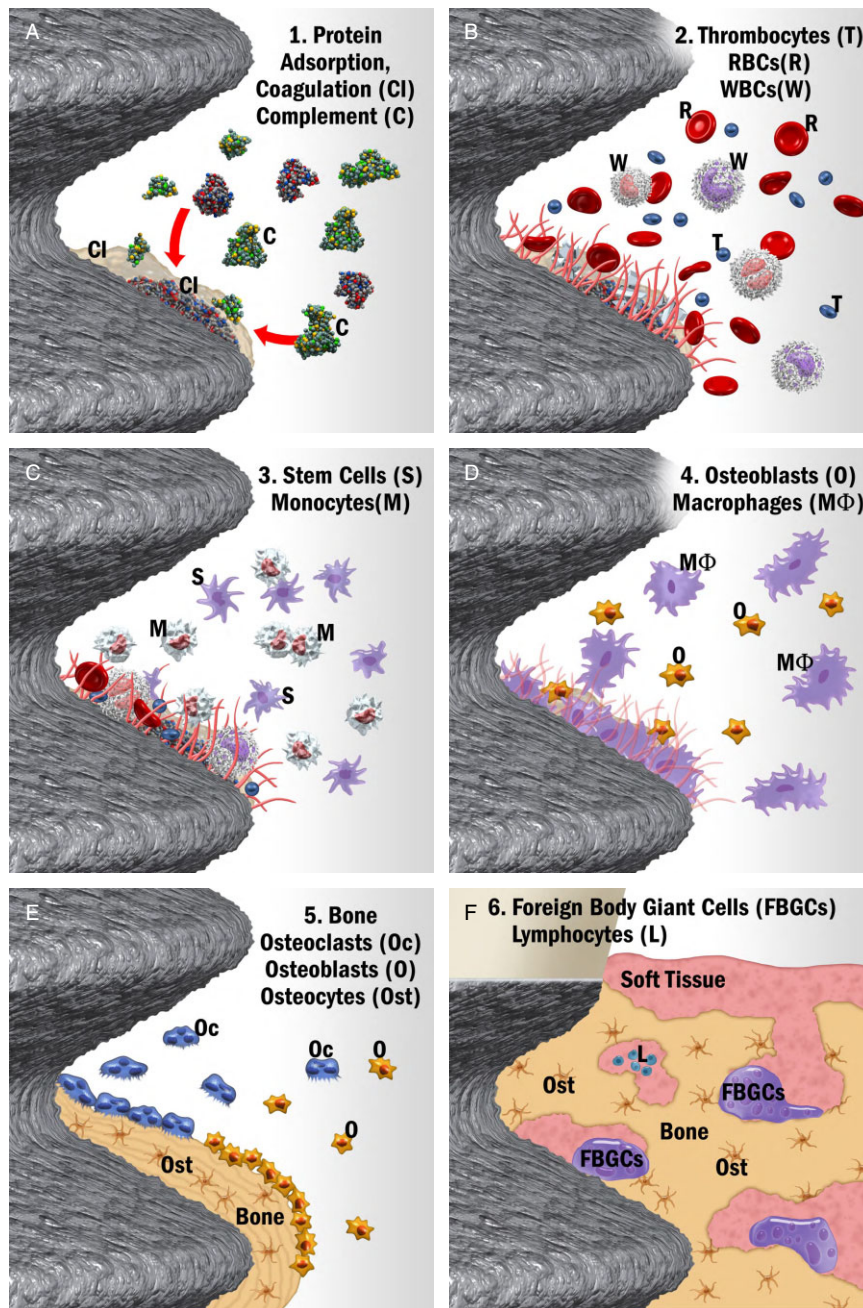 A
1. Protein
Adsorption,
Coagulation (Cl)
Complement (C)
Cl
C
Cl
C
B
2. Thrombocytes (T)
RBCs(R)
WBCs(W)
R
R
W
W
T
T
C
3. Stem Cells (S)
Monocytes(M)
S
M
M
S
D
4. Osteoblasts (O)
Macrophages (MΦ)
MΦ
O
O
MΦ
E
5. Bone
Osteoclasts (Oc)
Osteoblasts (O)
Osteocytes (Ost)
Oc
Oc
O
O
Ost
Bone
F
6. Foreign Body Giant Cells (FBGCs)
Lymphocytes (L)
Soft Tissue
L
Ost
FBGCs
Bone
FBGCs
Ost